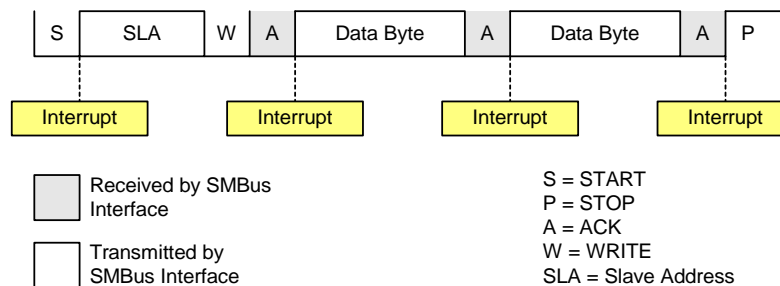 S SLA W A Data Byte A Data Byte A P
Interrupt Interrupt Interrupt Interrupt
Received by SMBus
Interface
Transmitted by
SMBus Interface
S = START
P = STOP
A = ACK
W = WRITE
SLA = Slave Address